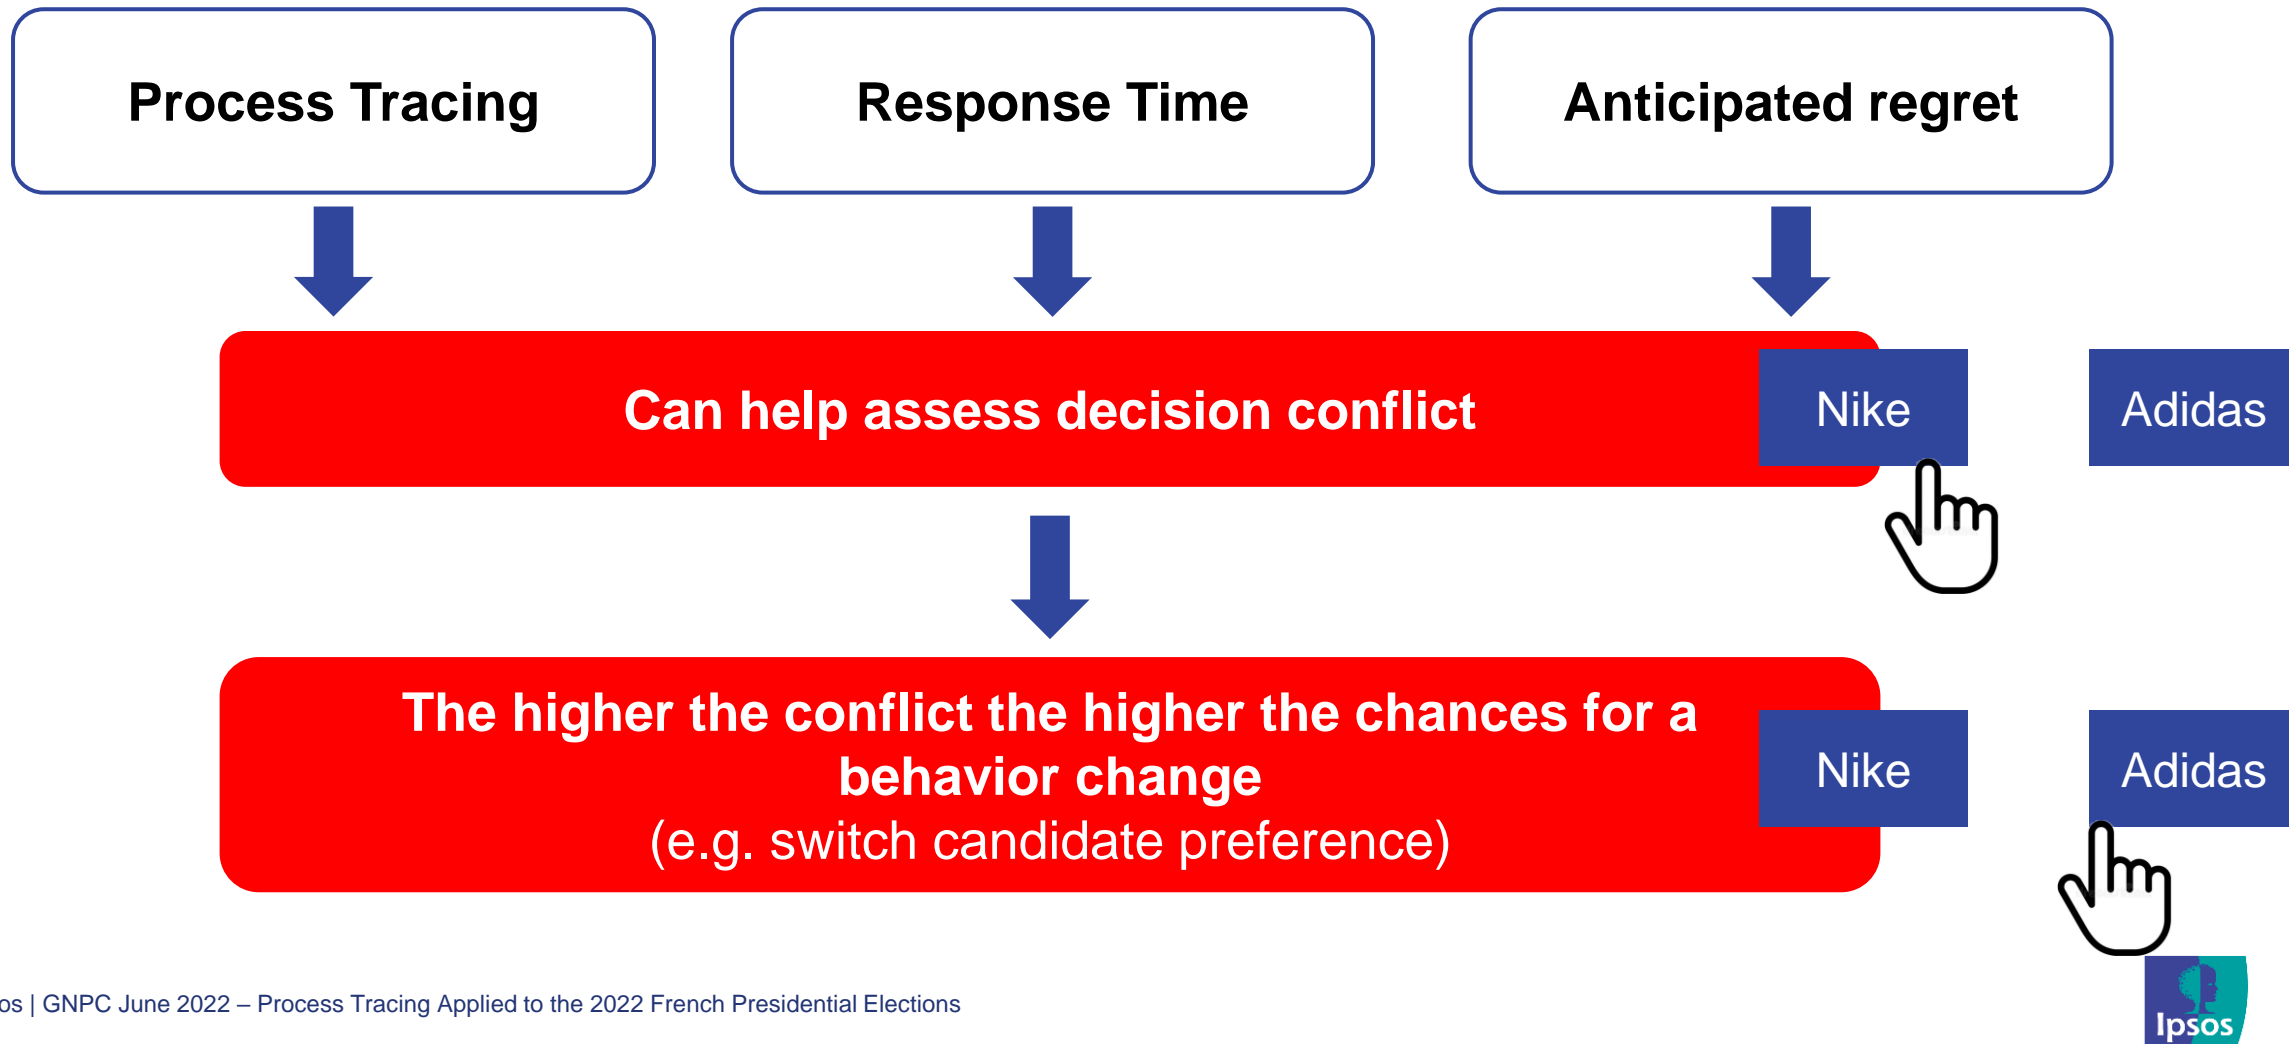 Process Tracing
Response Time
Anticipated regret
Can help assess decision conflict
Nike
Adidas
The higher the conflict the higher the chances for a
behavior change
(e.g. switch candidate preference)
Nike
Adidas
os | GNPC June 2022 – Process Tracing Applied to the 2022 French Presidential Elections
Ipsos